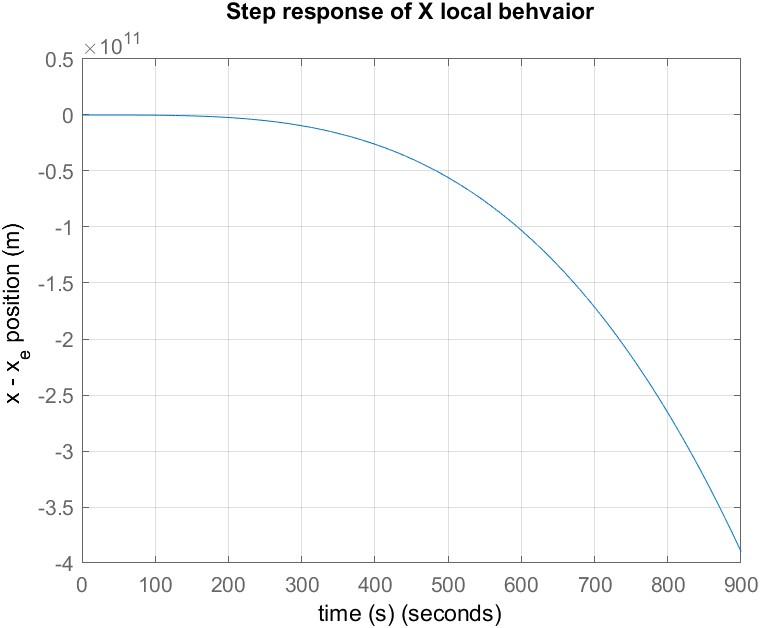 Step response of X local behvaior
×10^11
0.5
0
-0.5
-1
-1.5
-2
-2.5
-3
-3.5
-4
x - x_e position (m)
0 100 200 300 400 500 600 700 800 900
time (s) (seconds)